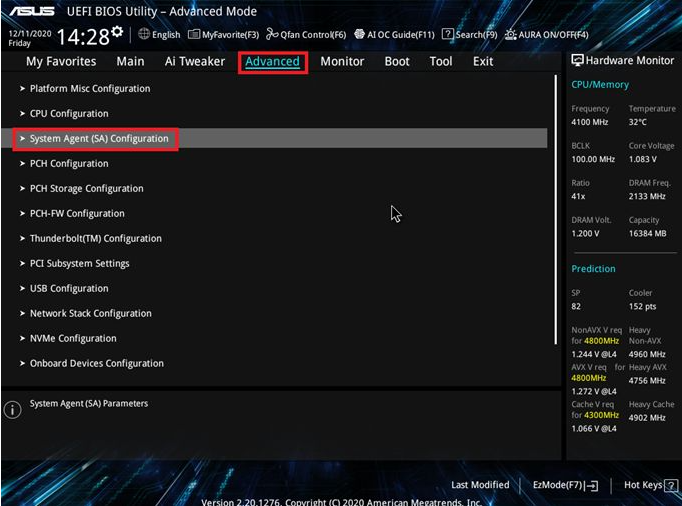 ASUS UEFI BIOS Utility – Advanced Mode
12/11/2020
Friday
14:28
English
MyFavorite(F3)
Qfan Control(F6)
AI OC Guide(F11)
Search(F9)
AURA ON/OFF(F4)
My Favorites Main Ai Tweaker Advanced Monitor Boot Tool Exit
Platform Misc Configuration
CPU Configuration
System Agent (SA) Configuration
PCH Configuration
PCH Storage Configuration
PCH-FW Configuration
Thunderbolt(TM) Configuration
PCI Subsystem Settings
USB Configuration
Network Stack Configuration
NVMe Configuration
Onboard Devices Configuration
System Agent (SA) Parameters
Hardware Monitor
CPU/Memory
Frequency Temperature
4100 MHz 32°C
BCLK Core Voltage
100.00 MHz 1.083 V
Ratio DRAM Freq.
41x 2133 MHz
DRAM Volt. Capacity
1.200 V 16384 MB
Prediction
SP Cooler
82 152 pts
NonAVX V req Heavy
for 4800MHz Non-AVX
1.244 V @L4 4960 MHz
AVX V req for Heavy AVX
4800MHz 4756 MHz
1.272 V @L4
Cache V req Heavy Cache
for 4300MHz 4902 MHz
1.066 V @L4
Last Modified EzMode(F7) Hot Keys ?
Version 2.20.1276. Copyright (C) 2020 American Megatrends, Inc.